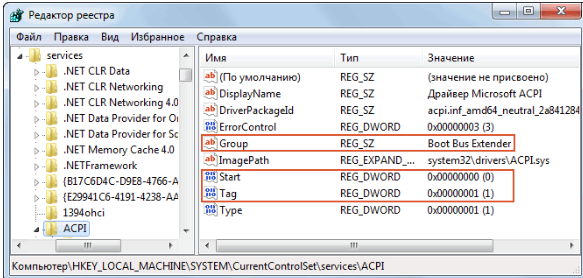 Редактор реестра
Файл Правка Вид Избранное Справка
services
.NET CLR Data
.NET CLR Networking
.NET CLR Networking 4.0
.NET Data Provider for Or
.NET Data Provider for Sc
.NET Memory Cache 4.0
.NETFramework
{B17C6D4C-D9E8-4766-A
{E29941C6-4191-4238-AA
1394ohci
ACPI
Имя Тип Значение
(По умолчанию) REG_SZ (значение не присвоено)
DisplayName REG_SZ Драйвер Microsoft ACPI
DriverPackageId REG_SZ acpi.inf_amd64_neutral_2a841284
ErrorControl REG_DWORD 0x00000003 (3)
Group REG_SZ Boot Bus Extender
ImagePath REG_EXPAND_... system32\drivers\ACPI.sys
Start REG_DWORD 0x00000000 (0)
Tag REG_DWORD 0x00000001 (1)
Type REG_DWORD 0x00000001 (1)
Компьютер\HKEY_LOCAL_MACHINE\SYSTEM\CurrentControlSet\services\ACPI